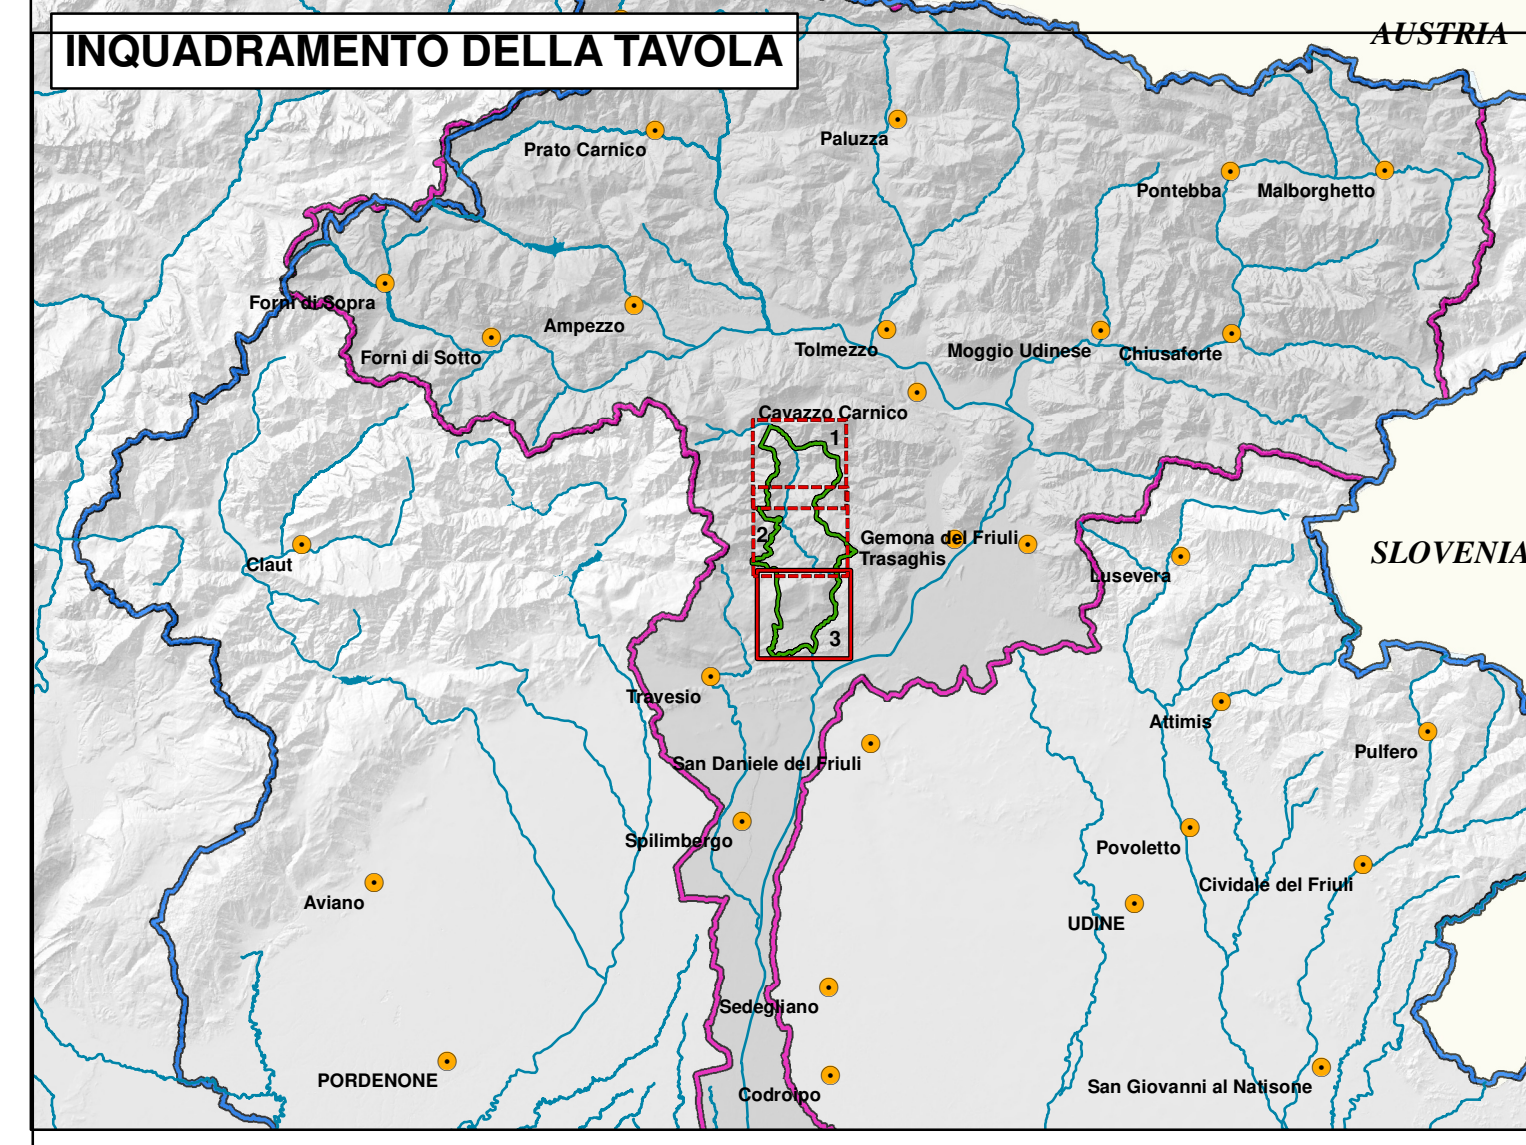 AUSTRIA
INQUADRAMENTO DELLA TAVOLA
Paluzza
Prato Carnico
Pontebba
Malborghetto
Forni di Sopra
Ampezzo
Tolmezzo
Moggio Udinese
Chiusaforte
Forni di Sotto
Cavazzo Carnico
1
2
Gemona del Friuli
Trasaghis
SLOVENIA
Claut
Lusevera
3
Travesio
Attimis
Pulfero
San Daniele del Friuli
Spilimbergo
Povoletto
Cividale del Friuli
Aviano
UDINE
Sedegliano
PORDENONE
San Giovanni al Natisone
Codroipo